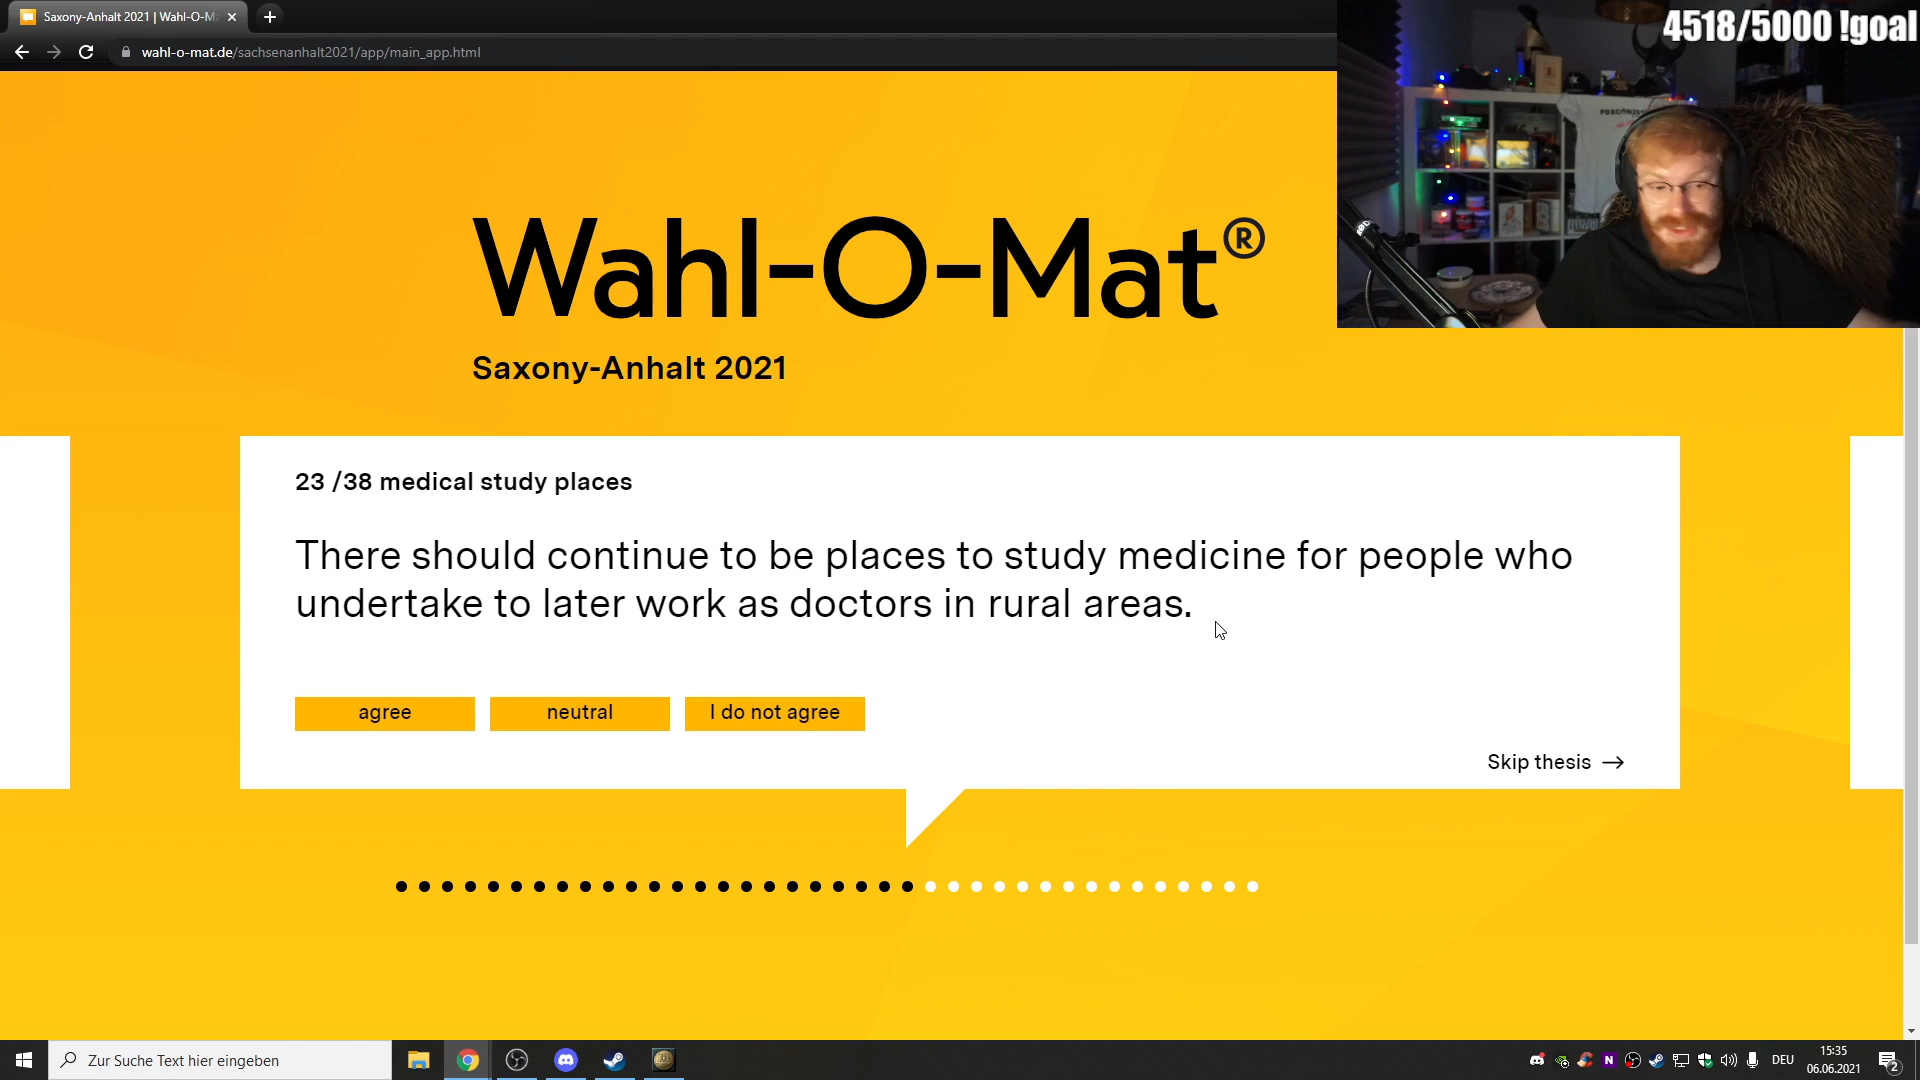 Saxony-Anhalt 2021 | Wahl-O-M
wahl-o-mat.de/sachsenanhalt2021/app/main_app.html
4518/5000 !goal
Wahl-O-Mat®
Saxony-Anhalt 2021
23 /38 medical study places
There should continue to be places to study medicine for people who
undertake to later work as doctors in rural areas.
agree
neutral
I do not agree
Skip thesis →
Zur Suche Text hier eingeben
DEU
15:35
06.06.2021
2